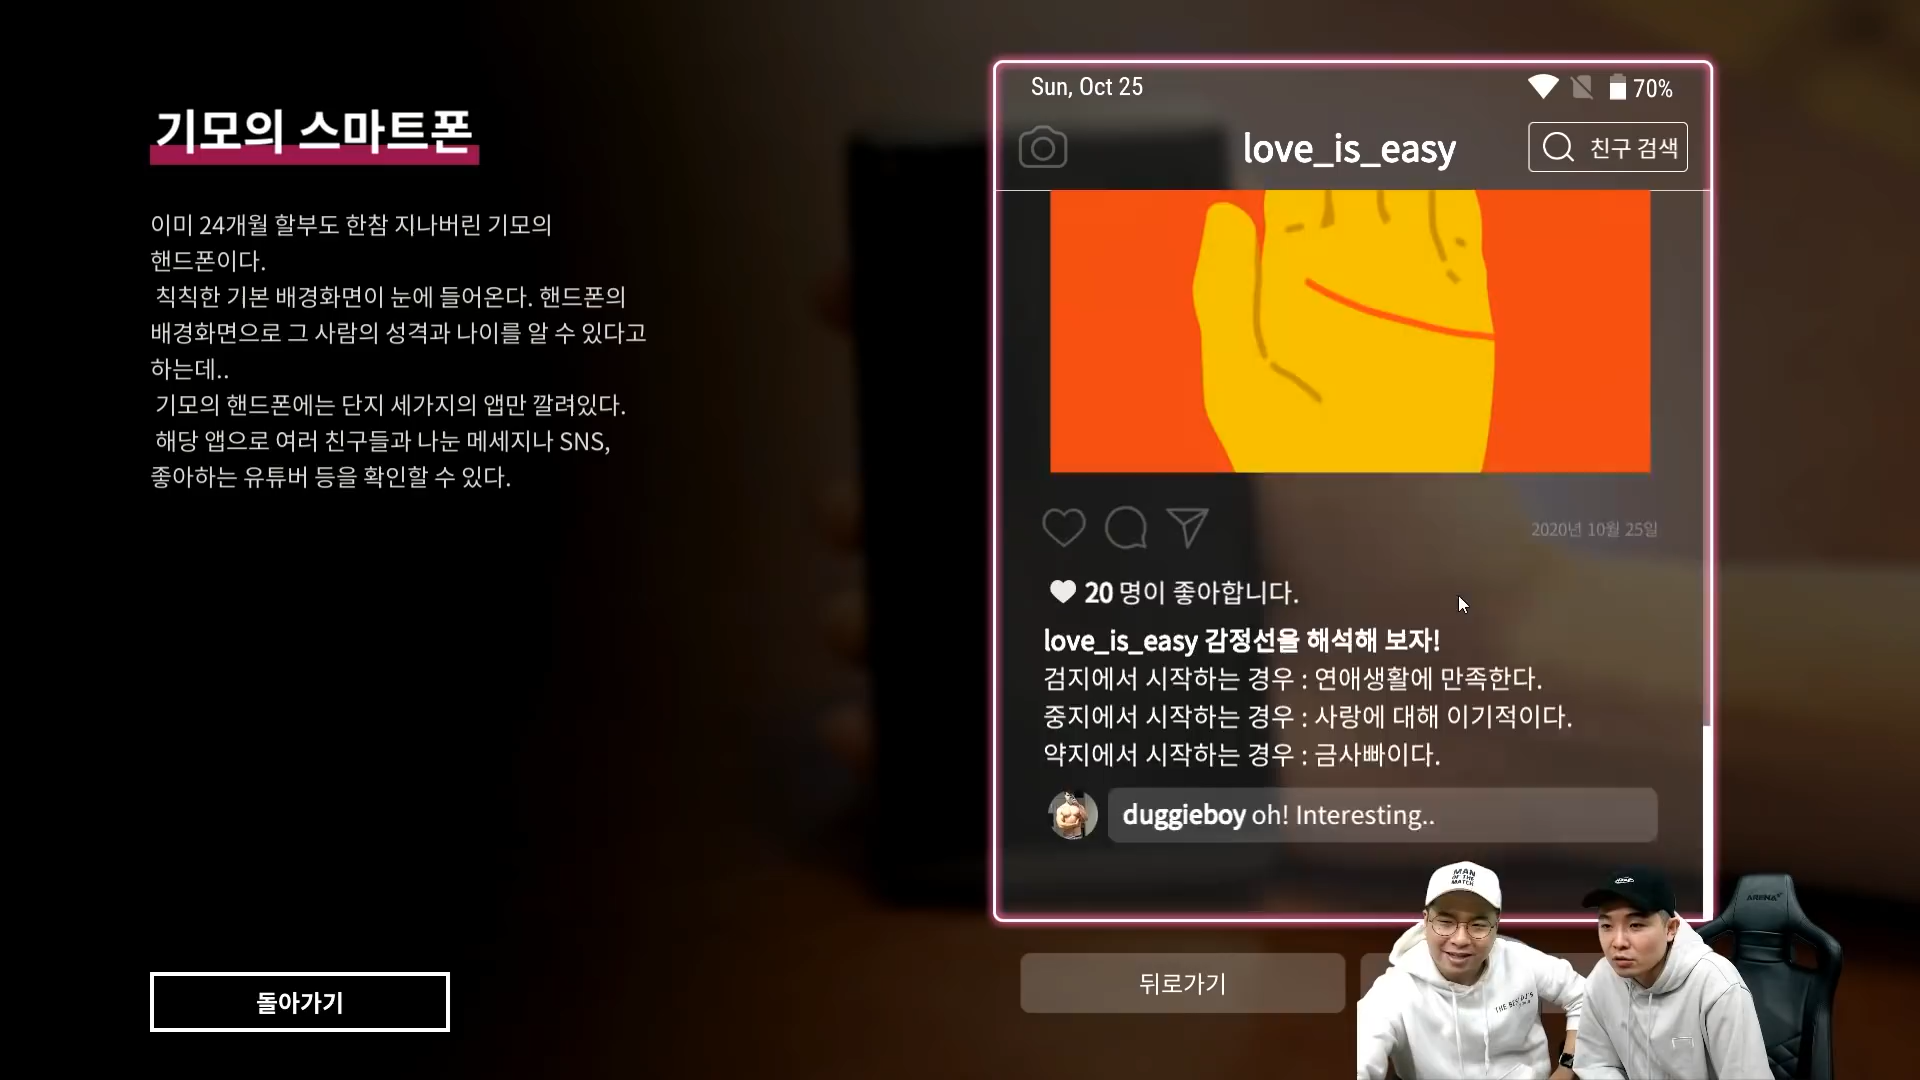 기모의 스마트폰
이미 24개월 할부도 한참 지나버린 기모의
핸드폰이다.
칙칙한 기본 배경화면이 눈에 들어온다. 핸드폰의
배경화면으로 그 사람의 성격과 나이를 알 수 있다고
하는데..
기모의 핸드폰에는 단지 세가지의 앱만 깔려있다.
해당 앱으로 여러 친구들과 나눈 메세지나 SNS,
좋아하는 유튜버 등을 확인할 수 있다.
돌아가기
Sun, Oct 25
70%
love_is_easy
친구 검색
2020년 10월 25일
20 명이 좋아합니다.
love_is_easy 감정선을 해석해 보자!
검지에서 시작하는 경우 : 연애생활에 만족한다.
중지에서 시작하는 경우 : 사랑에 대해 이기적이다.
약지에서 시작하는 경우 : 금사빠이다.
duggieboy oh! Interesting..
뒤로가기
MAN
OF THE
MATCH
ARENA